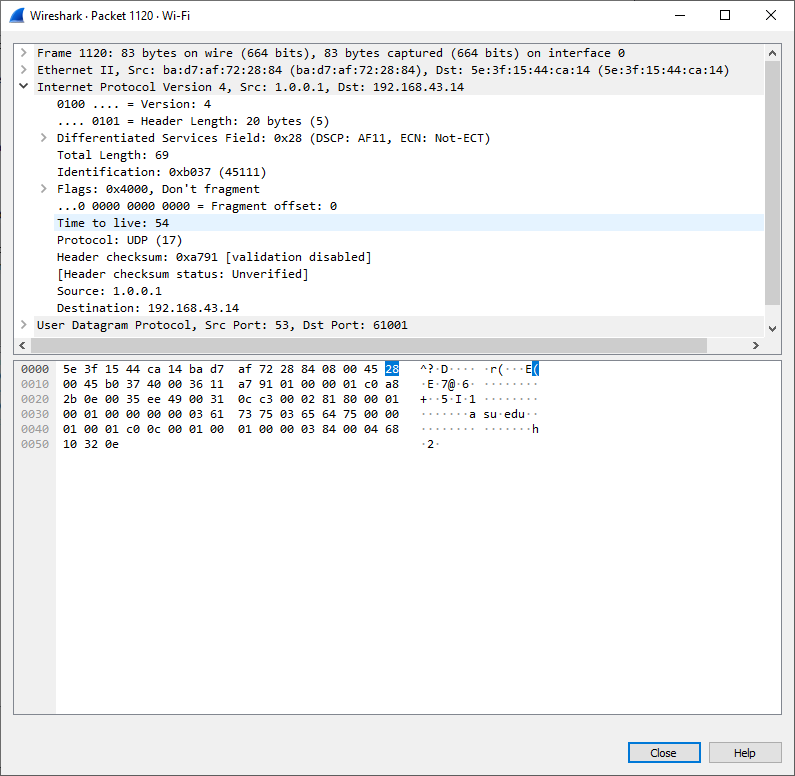 Wireshark · Packet 1120 · Wi-Fi
Frame 1120: 83 bytes on wire (664 bits), 83 bytes captured (664 bits) on interface 0
Ethernet II, Src: ba:d7:af:72:28:84 (ba:d7:af:72:28:84), Dst: 5e:3f:15:44:ca:14 (5e:3f:15:44:ca:14)
Internet Protocol Version 4, Src: 1.0.0.1, Dst: 192.168.43.14
0100 .... = Version: 4
.... 0101 = Header Length: 20 bytes (5)
Differentiated Services Field: 0x28 (DSCP: AF11, ECN: Not-ECT)
Total Length: 69
Identification: 0xb037 (45111)
Flags: 0x4000, Don't fragment
...0 0000 0000 0000 = Fragment offset: 0
Time to live: 54
Protocol: UDP (17)
Header checksum: 0xa791 [validation disabled]
[Header checksum status: Unverified]
Source: 1.0.0.1
Destination: 192.168.43.14
User Datagram Protocol, Src Port: 53, Dst Port: 61001
0000 5e 3f 15 44 ca 14 ba d7 af 72 28 84 08 00 45 28 ^?·D···· ·r(···E(
0010 00 45 b0 37 40 00 36 11 a7 91 01 00 00 01 c0 a8 ·E·7@·6· ········
0020 2b 0e 00 35 ee 49 00 31 0c c3 00 02 81 80 00 01 +··5·I·1 ········
0030 00 01 00 00 00 00 03 61 73 75 03 65 64 75 00 00 ·······a su·edu··
0040 01 00 01 c0 0c 00 01 00 01 00 00 03 84 00 04 68 ········ ·······h
0050 10 32 0e ·2·
Close
Help